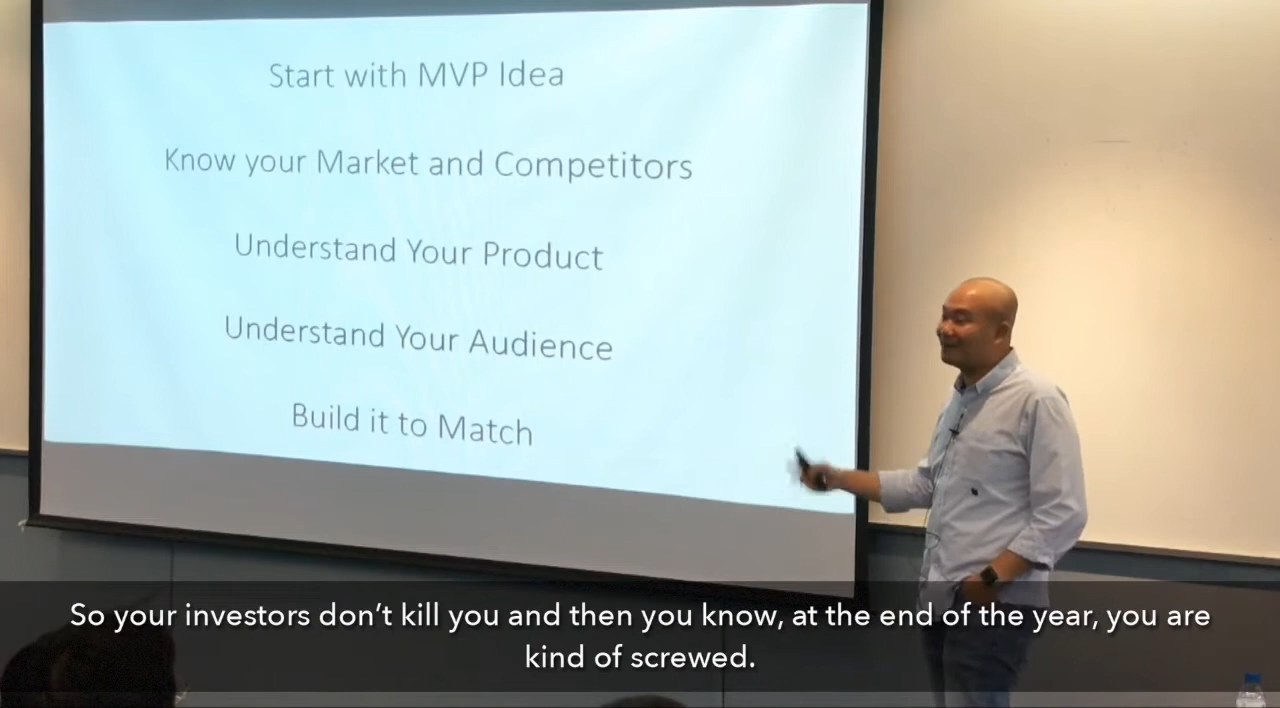 Start with MVP Idea
Know your Market and Competitors
Understand Your Product
Understand Your Audience
Build it to Match
So your investors don’t kill you and then you know, at the end of the year, you are
kind of screwed.